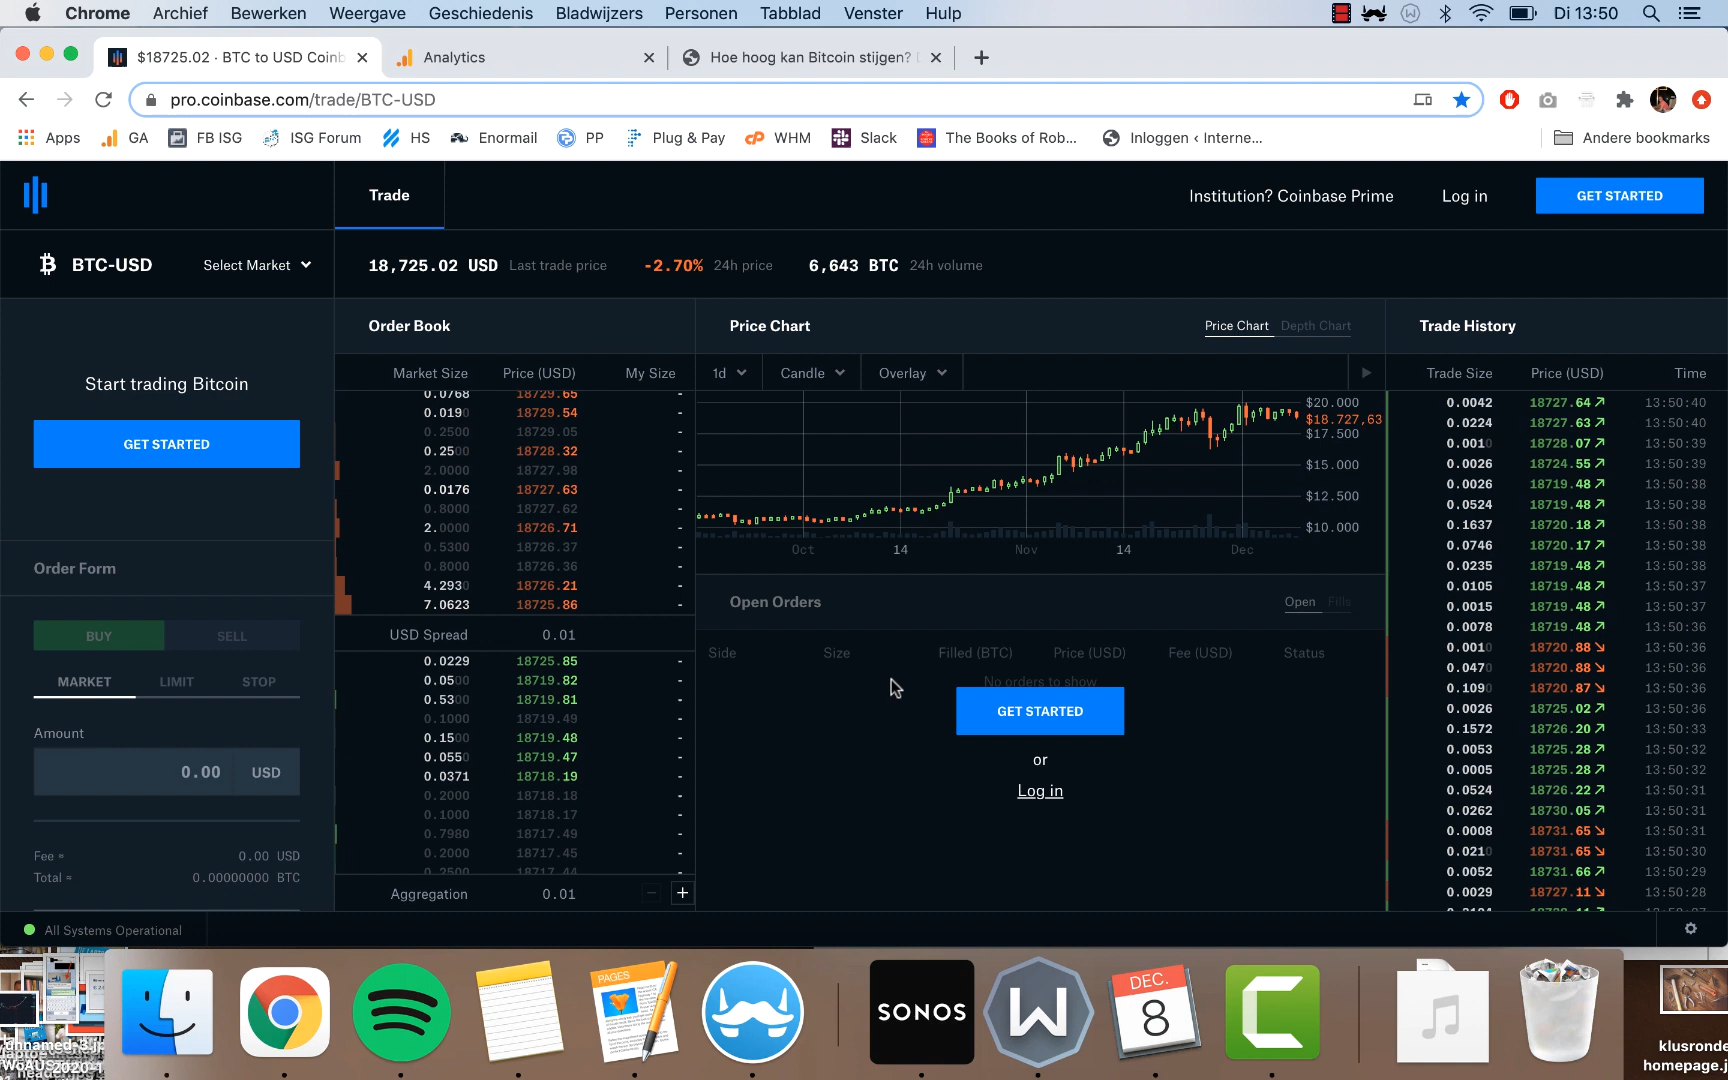 Chrome Archief Bewerken Weergave Geschiedenis Bladwijzers Personen Tabblad Venster Hulp Di 13:50
$18725.02 · BTC to USD Coinb Analytics Hoe hoog kan Bitcoin stijgen?
pro.coinbase.com/trade/BTC-USD
Apps GA FB ISG ISG Forum HS Enormail PP Plug & Pay WHM Slack The Books of Rob... Inloggen ‹ Interne... Andere bookmarks
Trade Institution? Coinbase Prime Log in GET STARTED
BTC-USD Select Market 18,725.02 USD Last trade price -2.70% 24h price 6,643 BTC 24h volume
Start trading Bitcoin
GET STARTED
Order Form
BUY SELL
MARKET LIMIT STOP
Amount
0.00 USD
Fee ≈ 0.00 USD
Total ≈ 0.00000000 BTC
Order Book
Market Size Price (USD) My Size
0.0768 18729.65 -
0.0190 18729.54 -
0.2500 18729.05 -
0.2500 18728.32 -
2.0000 18727.98 -
0.0176 18727.63 -
0.8000 18727.62 -
2.0000 18726.71 -
0.5300 18726.37 -
0.8000 18726.36 -
4.2930 18726.21 -
7.0623 18725.86 -
USD Spread 0.01
0.0229 18725.85 -
0.0500 18719.82 -
0.5300 18719.81 -
0.1000 18719.49 -
0.1500 18719.48 -
0.0550 18719.47 -
0.0371 18718.19 -
0.2000 18718.18 -
0.1000 18718.17 -
0.7980 18717.49 -
0.2000 18717.45 -
0.2500 18717.44 -
Aggregation 0.01 − +
Price Chart Price Chart Depth Chart
1d Candle Overlay
$20.000
$18.727,63
$17.500
$15.000
$12.500
$10.000
Oct 14 Nov 14 Dec
Open Orders Open Fills
Side Size Filled (BTC) Price (USD) Fee (USD) Status
No orders to show
GET STARTED
or
Log in
Trade History
Trade Size Price (USD) Time
0.0042 18727.64↗ 13:50:40
0.0224 18727.63↗ 13:50:40
0.0010 18728.07↗ 13:50:39
0.0026 18724.55↗ 13:50:39
0.0026 18719.48↗ 13:50:38
0.0524 18719.48↗ 13:50:38
0.1637 18720.18↗ 13:50:38
0.0746 18720.17↗ 13:50:38
0.0235 18719.48↗ 13:50:38
0.0105 18719.48↗ 13:50:37
0.0015 18719.48↗ 13:50:37
0.0078 18719.48↗ 13:50:36
0.0010 18720.88↘ 13:50:36
0.0470 18720.88↘ 13:50:36
0.1090 18720.87↘ 13:50:36
0.0026 18725.02↗ 13:50:36
0.1572 18726.20↗ 13:50:33
0.0053 18725.28↗ 13:50:32
0.0005 18725.28↗ 13:50:32
0.0524 18726.22↗ 13:50:31
0.0262 18730.05↗ 13:50:31
0.0008 18731.65↘ 13:50:31
0.0210 18731.65↘ 13:50:30
0.0052 18731.66↗ 13:50:29
0.0029 18727.11↘ 13:50:28
All Systems Operational
PAGES
SONOS
DEC.
8
klusronde
homepage.j